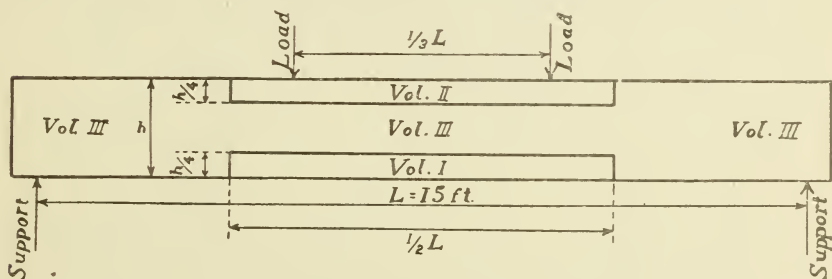 Load
1/3 L
Load
h/4
Vol. II
Vol. III
h
Vol. III
Vol. III
h/4
Vol. I
L = 15 ft.
Support
1/2 L
Support